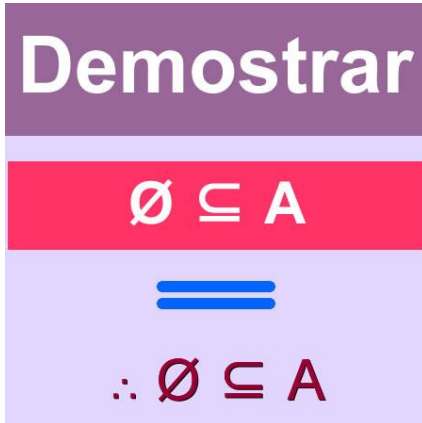 Demostrar
Ø ⊆ A
=
∴ Ø ⊆ A